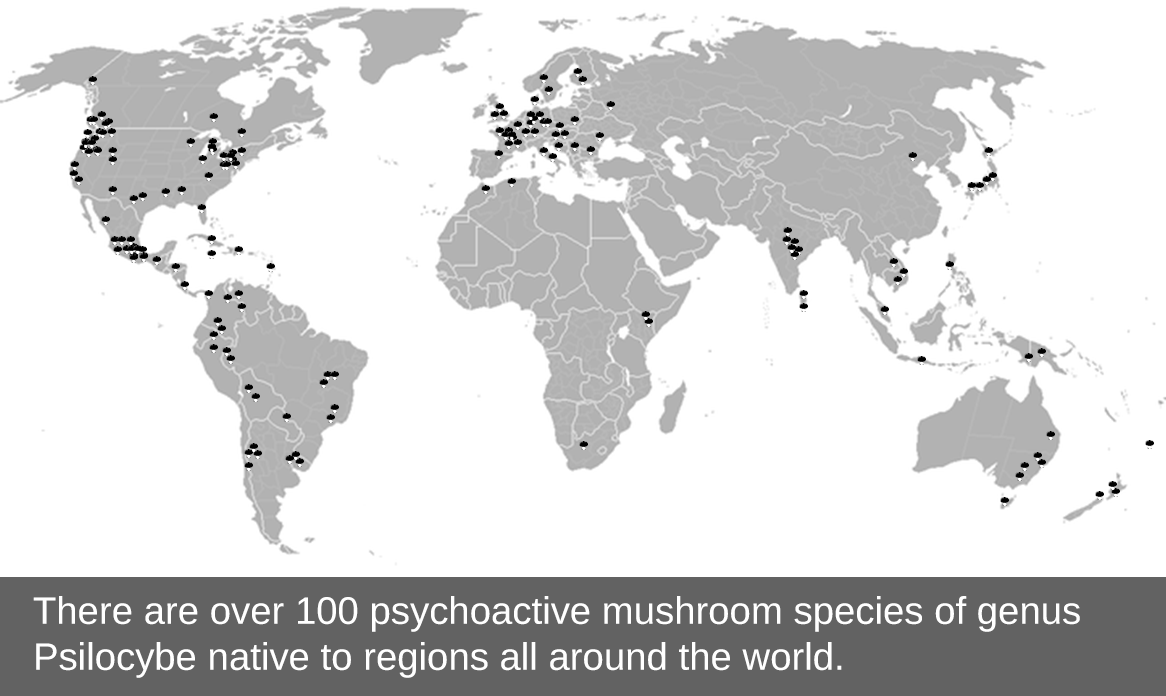 There are over 100 psychoactive mushroom species of genus
Psilocybe native to regions all around the world.